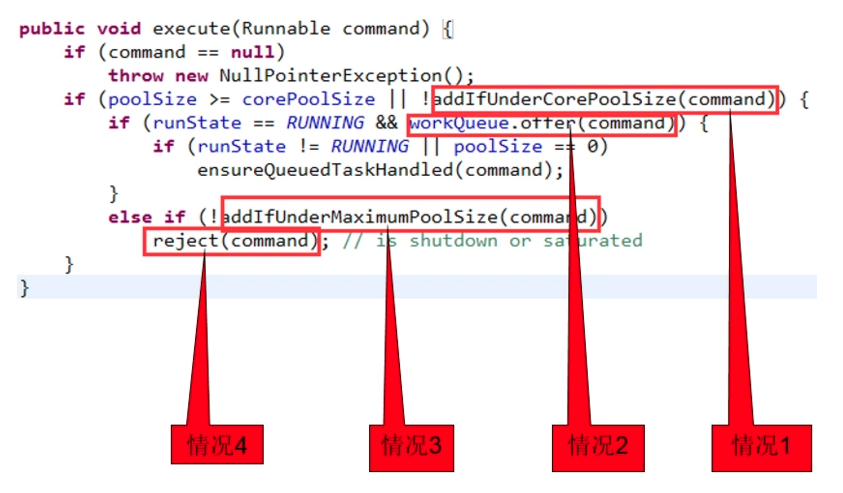 public void execute(Runnable command) {
    if (command == null)
        throw new NullPointerException();
    if (poolSize >= corePoolSize || !addIfUnderCorePoolSize(command)) {
        if (runState == RUNNING && workQueue.offer(command)) {
            if (runState != RUNNING || poolSize == 0)
                ensureQueuedTaskHandled(command);
        }
        else if (!addIfUnderMaximumPoolSize(command))
            reject(command); // is shutdown or saturated
    }
}
情况4 情况3 情况2 情况1